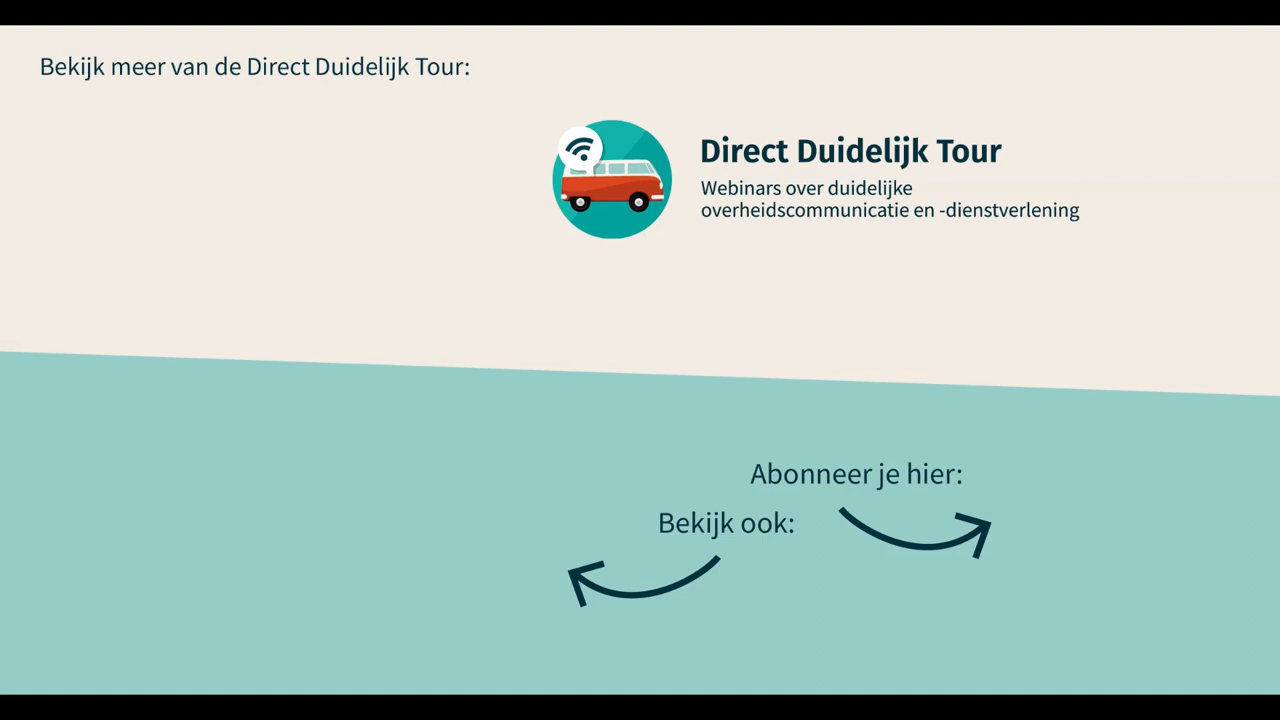 Bekijk meer van de Direct Duidelijk Tour:
Direct Duidelijk Tour
Webinars over duidelijke
overheidscommunicatie en -dienstverlening
Abonneer je hier:
Bekijk ook: